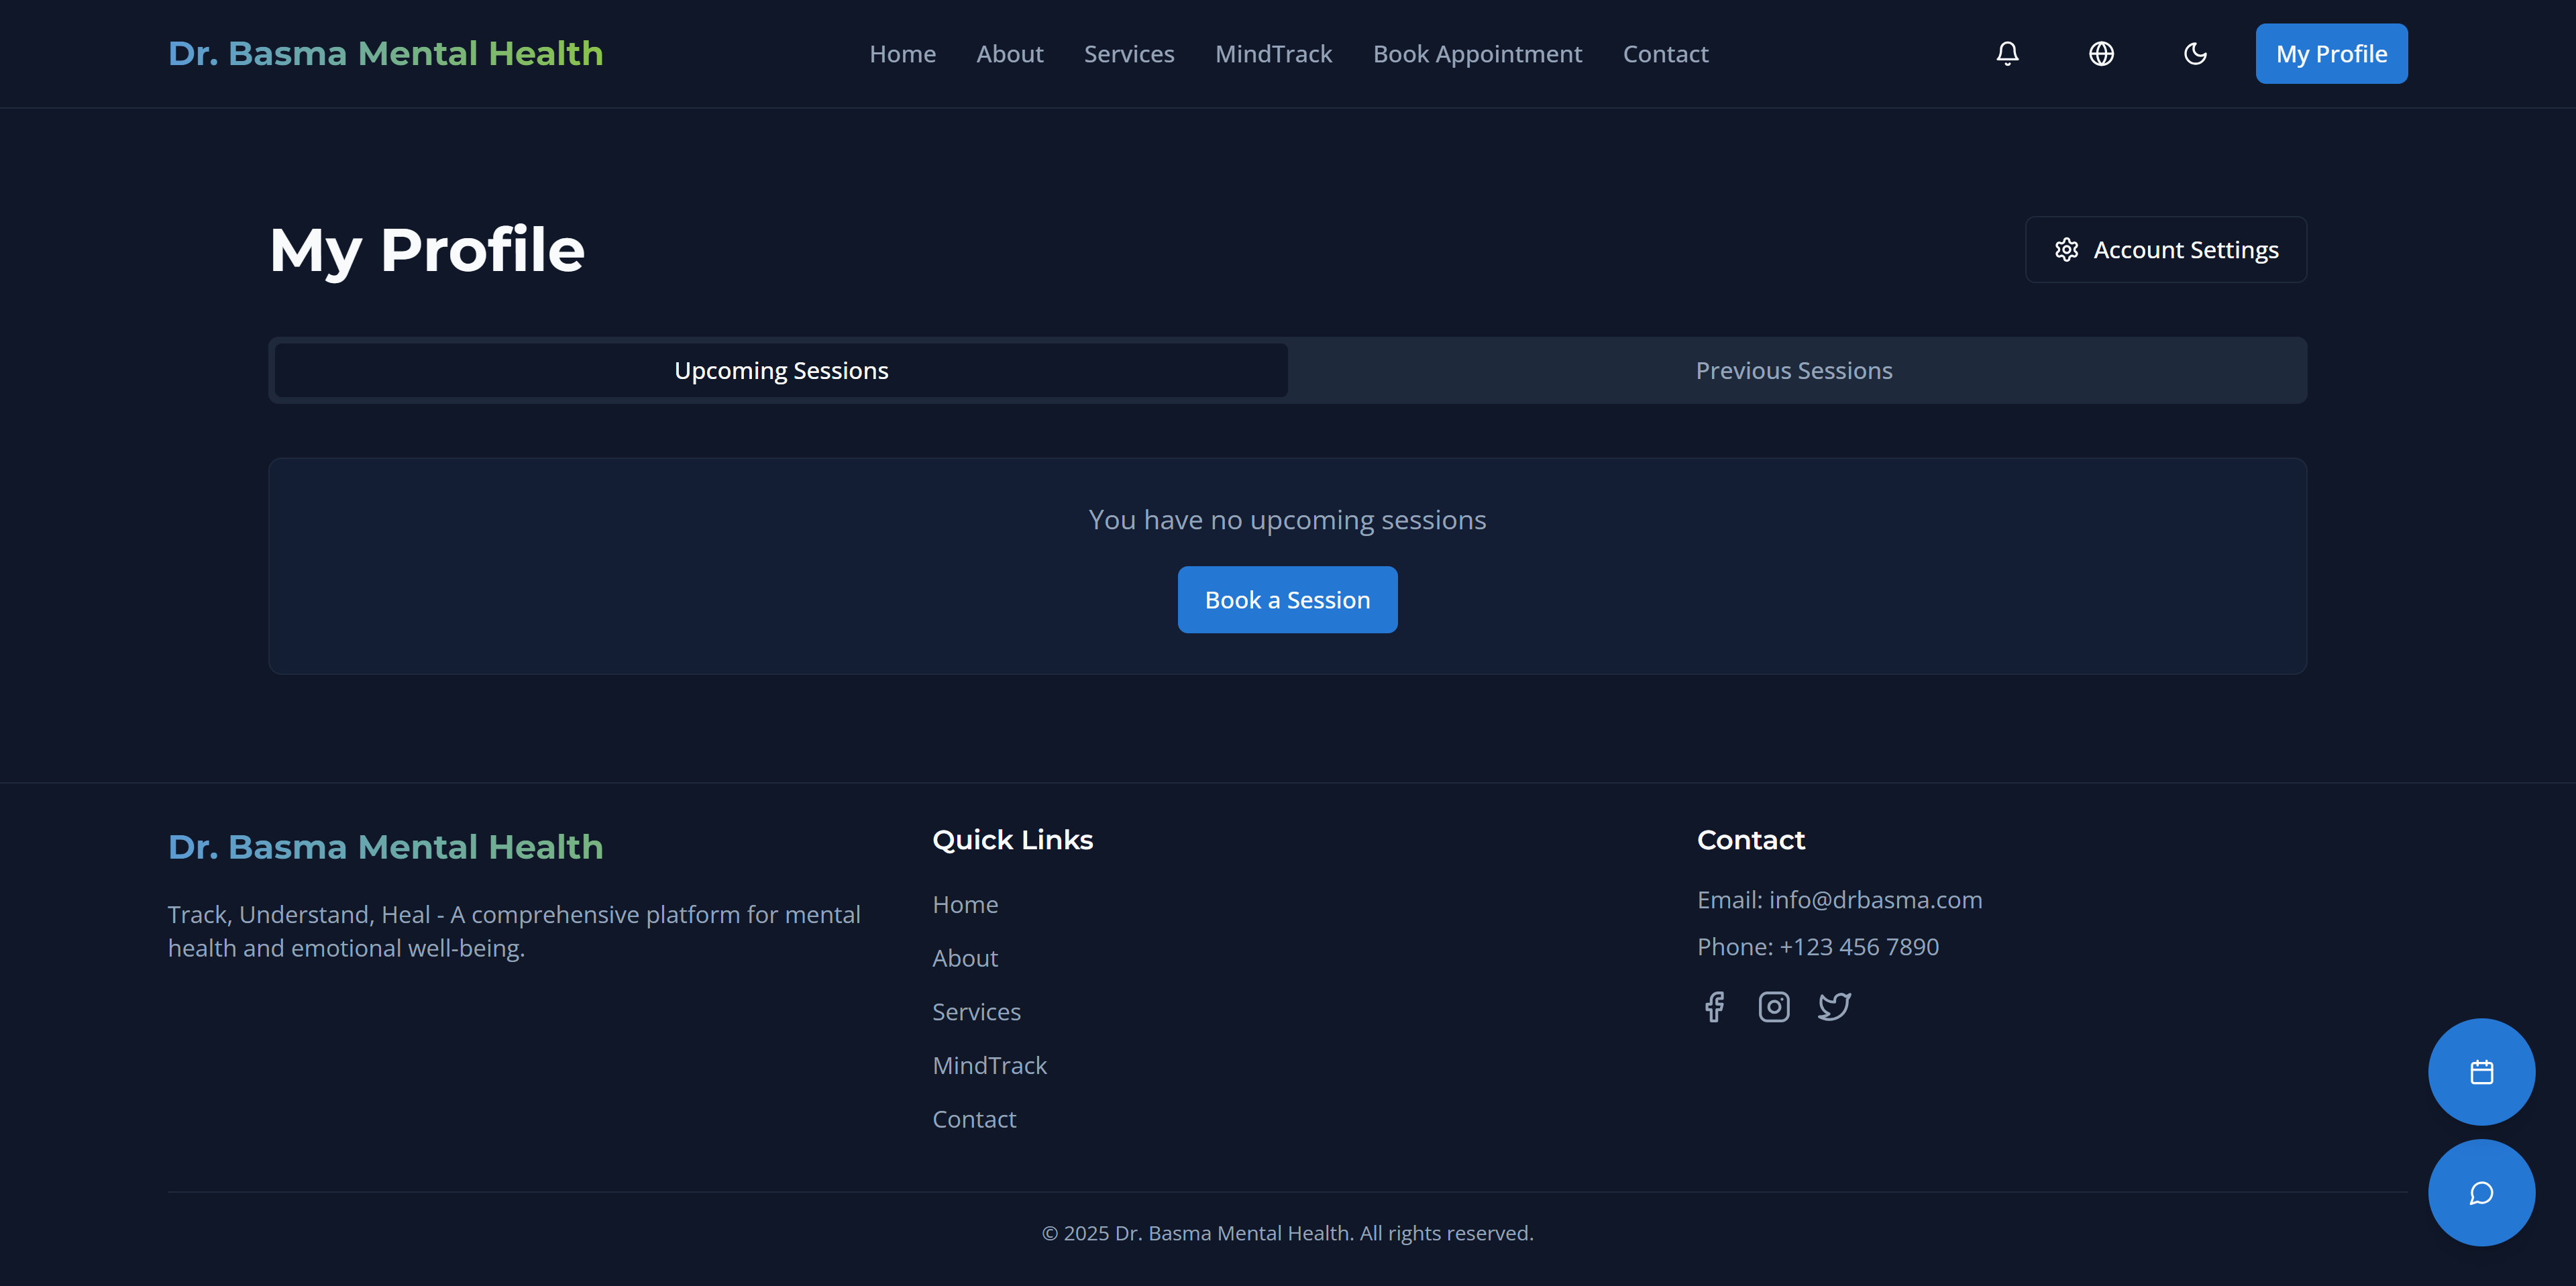 Dr. Basma Mental Health
Home
About
Services
MindTrack
Book Appointment
Contact
My Profile
My Profile
Account Settings
Upcoming Sessions
Previous Sessions
You have no upcoming sessions
Book a Session
Dr. Basma Mental Health
Track, Understand, Heal - A comprehensive platform for mental
health and emotional well-being.
Quick Links
Home
About
Services
MindTrack
Contact
Contact
Email: info@drbasma.com
Phone: +123 456 7890
© 2025 Dr. Basma Mental Health. All rights reserved.